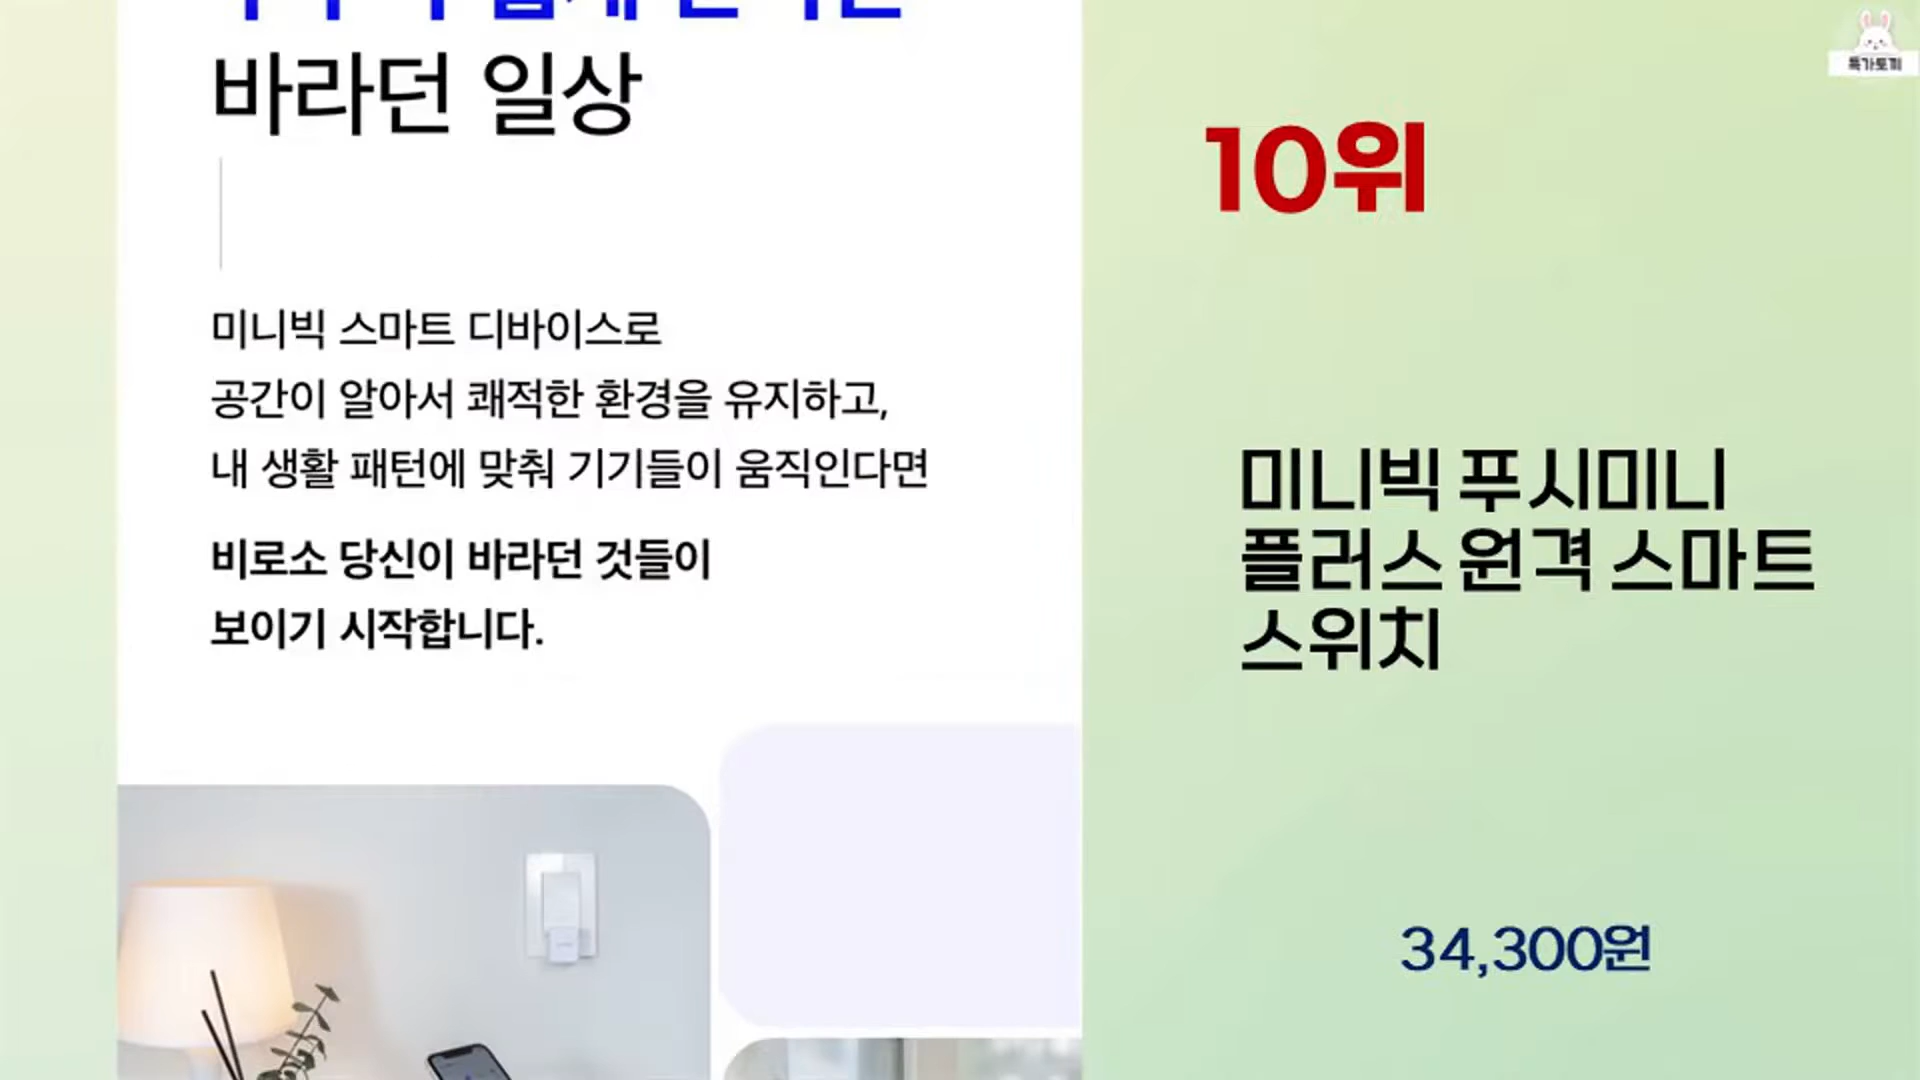 바라던 일상
미니빅 스마트 디바이스로
공간이 알아서 쾌적한 환경을 유지하고,
내 생활 패턴에 맞춰 기기들이 움직인다면
비로소 당신이 바라던 것들이
보이기 시작합니다.
특가토끼
10위
미니빅 푸시미니
플러스 원격 스마트
스위치
34,300원